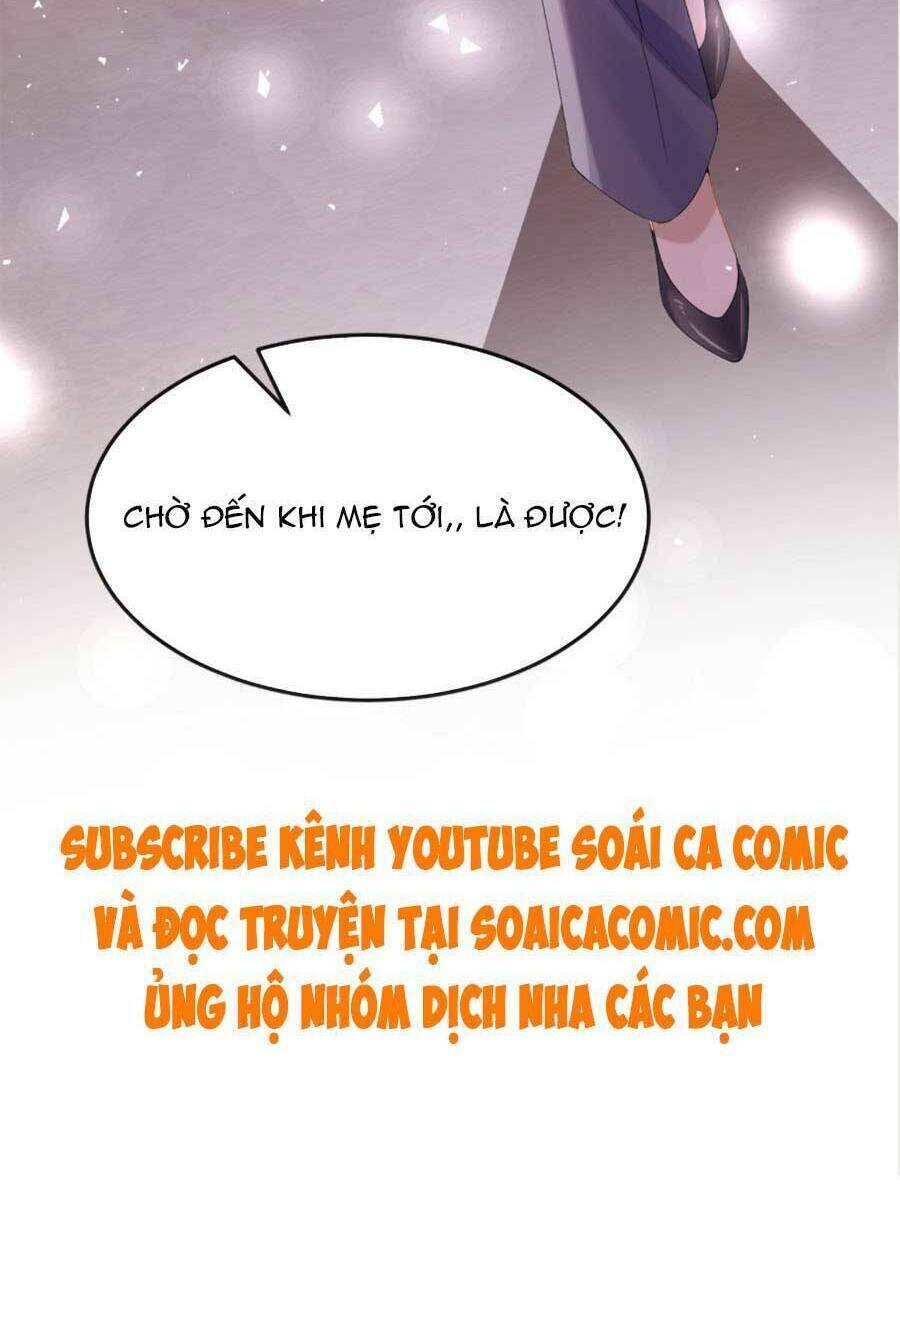 CHỜ ĐẾN KHI MẸ TỚI,, LÀ ĐƯỢC!
SUBSCRIBE KÊNH YOUTUBE SOÁI CA COMIC
VÀ ĐỌC TRUYỆN TẠI SOAICACOMIC.COM
ỦNG HỘ NHÓM DỊCH NHA CÁC BẠN